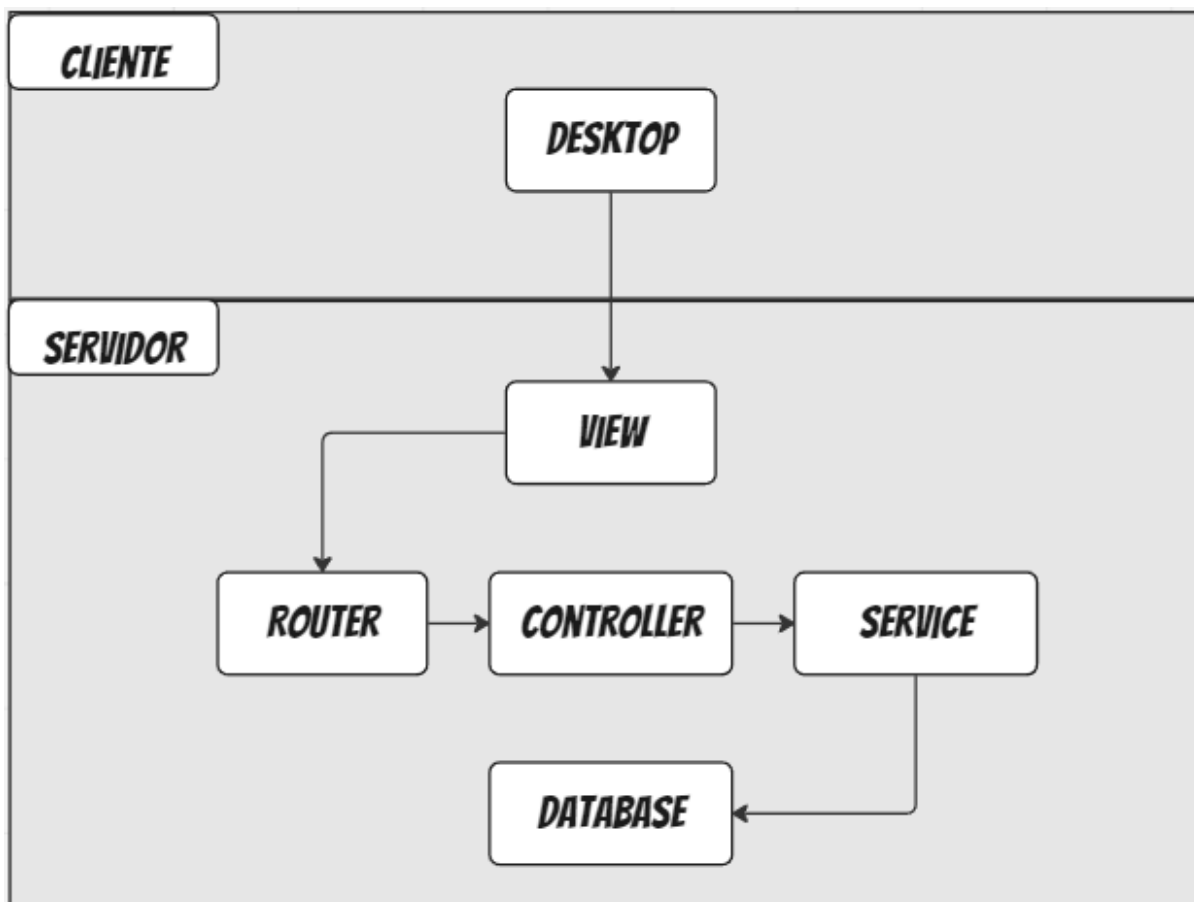 CLIENTE
DESKTOP
SERVIDOR
VIEW
ROUTER
CONTROLLER
SERVICE
DATABASE